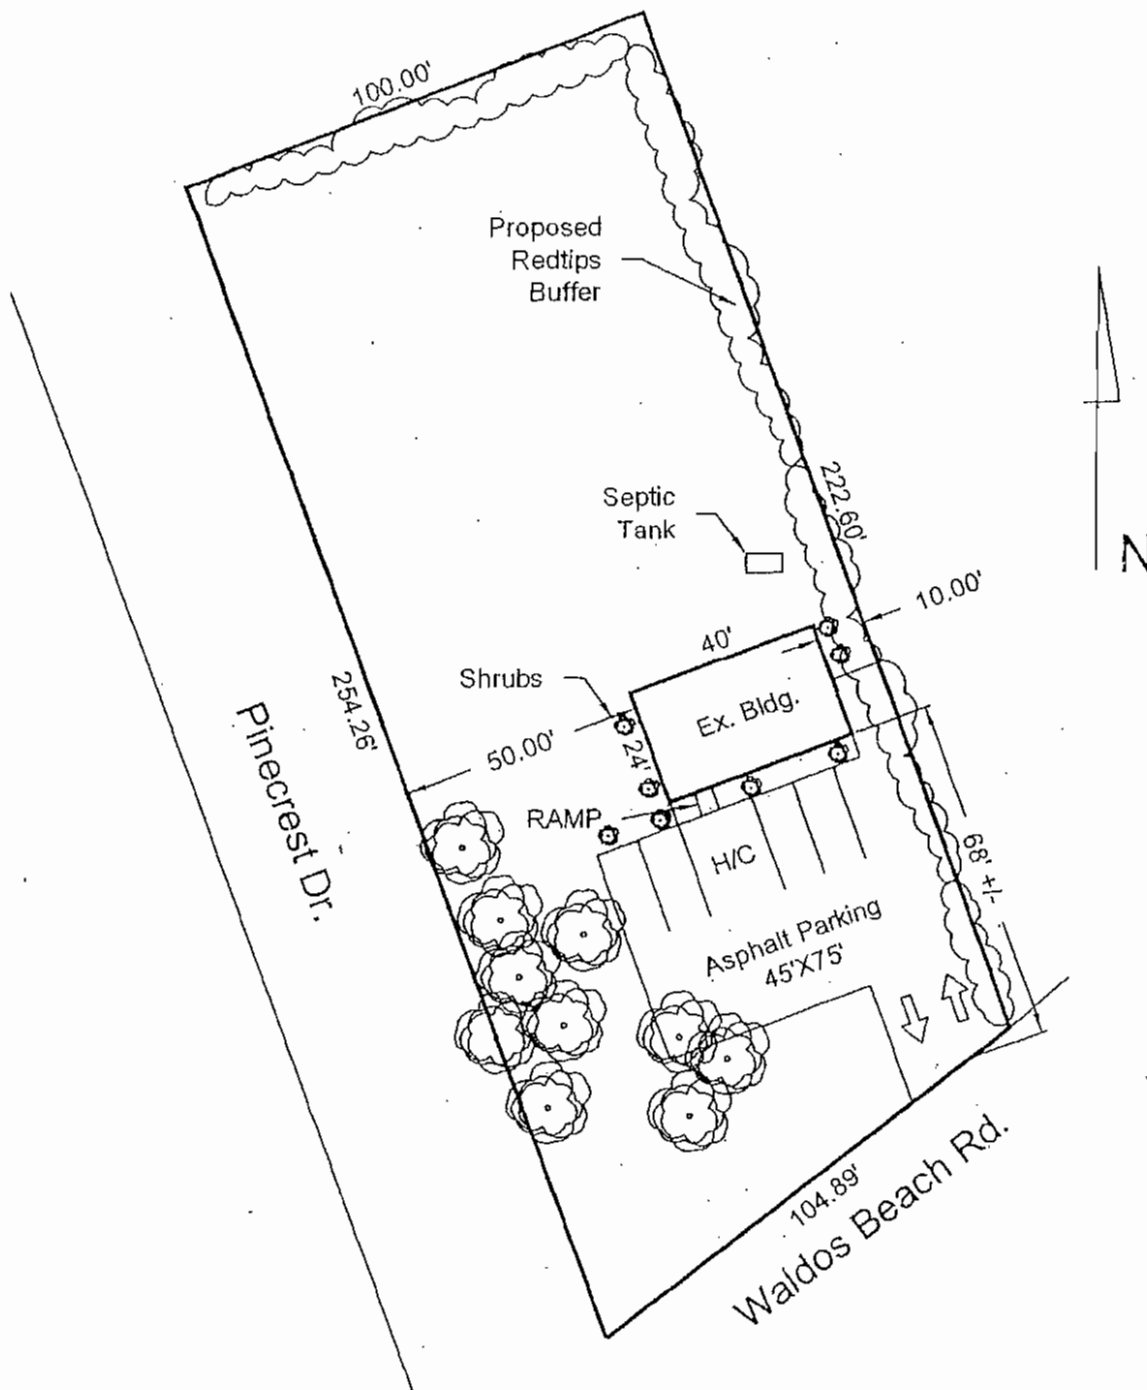 100.00'
Proposed
Redtips
Buffer
Septic
Tank
222.60'
N
10.00'
40'
Shrubs
Ex. Bldg.
254.26'
50.00'
24'
Pinecrest Dr.
RAMP
H/C
68' +/-
Asphalt Parking
45'X75'
104.89'
Waldos Beach Rd.